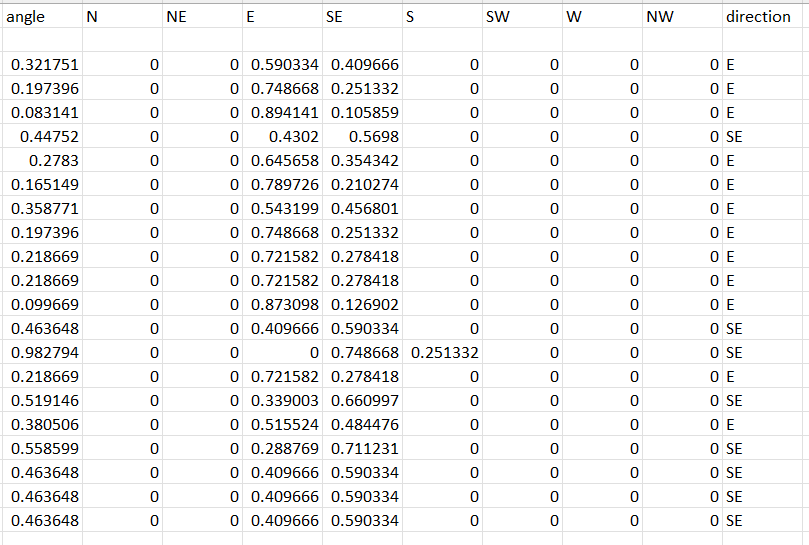 angle N NE E SE S SW W NW direction
0.321751 0 0 0.590334 0.409666 0 0 0 0 E
0.197396 0 0 0.748668 0.251332 0 0 0 0 E
0.083141 0 0 0.894141 0.105859 0 0 0 0 E
0.44752 0 0 0.4302 0.5698 0 0 0 0 SE
0.2783 0 0 0.645658 0.354342 0 0 0 0 E
0.165149 0 0 0.789726 0.210274 0 0 0 0 E
0.358771 0 0 0.543199 0.456801 0 0 0 0 E
0.197396 0 0 0.748668 0.251332 0 0 0 0 E
0.218669 0 0 0.721582 0.278418 0 0 0 0 E
0.218669 0 0 0.721582 0.278418 0 0 0 0 E
0.099669 0 0 0.873098 0.126902 0 0 0 0 E
0.463648 0 0 0.409666 0.590334 0 0 0 0 SE
0.982794 0 0 0 0.748668 0.251332 0 0 0 SE
0.218669 0 0 0.721582 0.278418 0 0 0 0 E
0.519146 0 0 0.339003 0.660997 0 0 0 0 SE
0.380506 0 0 0.515524 0.484476 0 0 0 0 E
0.558599 0 0 0.288769 0.711231 0 0 0 0 SE
0.463648 0 0 0.409666 0.590334 0 0 0 0 SE
0.463648 0 0 0.409666 0.590334 0 0 0 0 SE
0.463648 0 0 0.409666 0.590334 0 0 0 0 SE